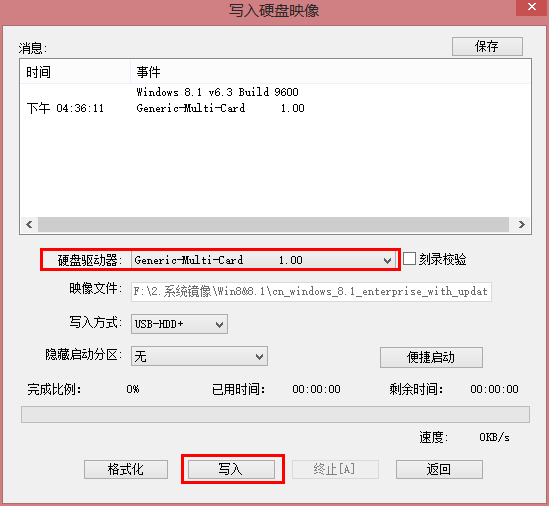 写入硬盘映像
消息:
保存
时间 事件
Windows 8.1 v6.3 Build 9600
下午 04:36:11 Generic-Multi-Card 1.00
硬盘驱动器: Generic-Multi-Card 1.00 刻录校验
映像文件: F:\2.系统镜像\Win8&8.1\cn_windows_8.1_enterprise_with_updat
写入方式: USB-HDD+
隐藏启动分区: 无 便捷启动
完成比例: 0% 已用时间: 00:00:00 剩余时间: 00:00:00
速度: 0KB/s
格式化 写入 终止[A] 返回